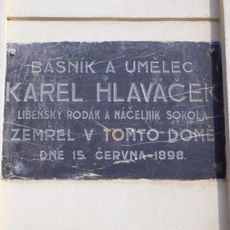 BÁSNÍK A UMĚLEC
KAREL HLAVÁČEK
LIBEŇSKÝ RODÁK A NÁČELNÍK SOKOLA
ZEMŘEL V TOMTO DOMĚ
DNE 15. ČERVNA-1898.